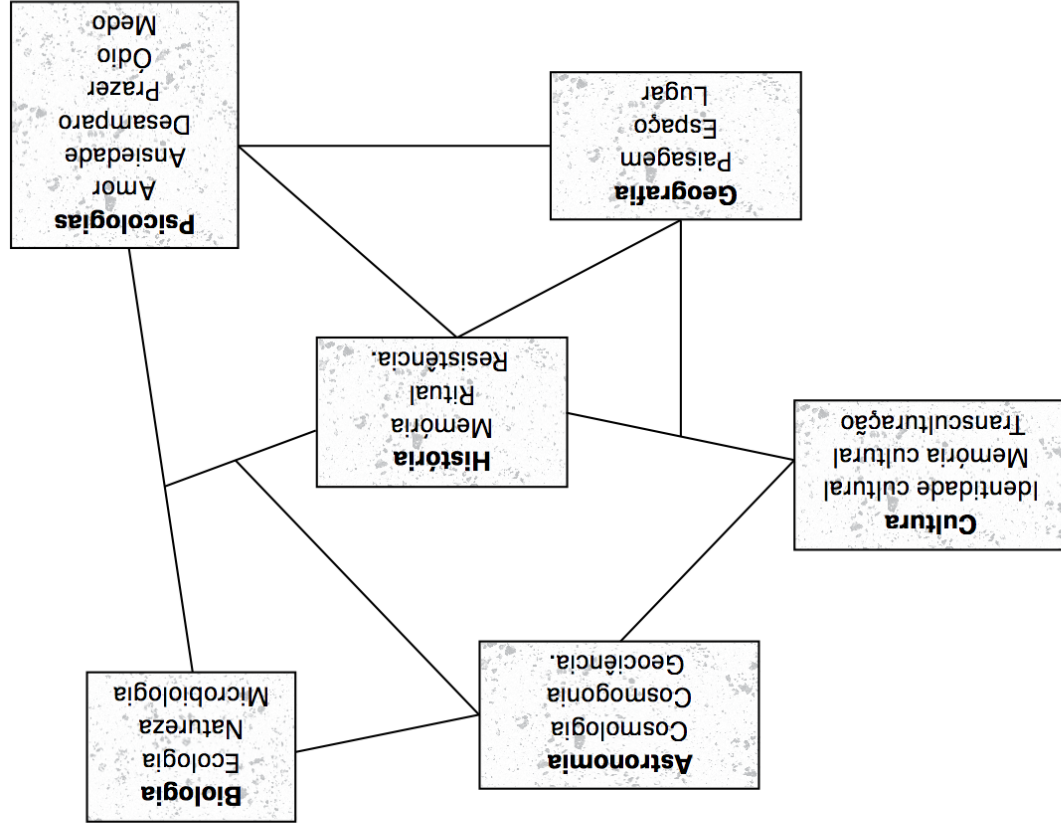 Astronomia
Cosmologia
Cosmogonia
Geociência.
Biologia
Ecologia
Natureza
Microbiologia
Cultura
Identidade cultural
Memória cultural
Transculturação
História
Memória
Ritual
Resistência.
Geografia
Paisagem
Espaço
Lugar
Psicologias
Amor
Ansiedade
Desamparo
Prazer
Ódio
Medo